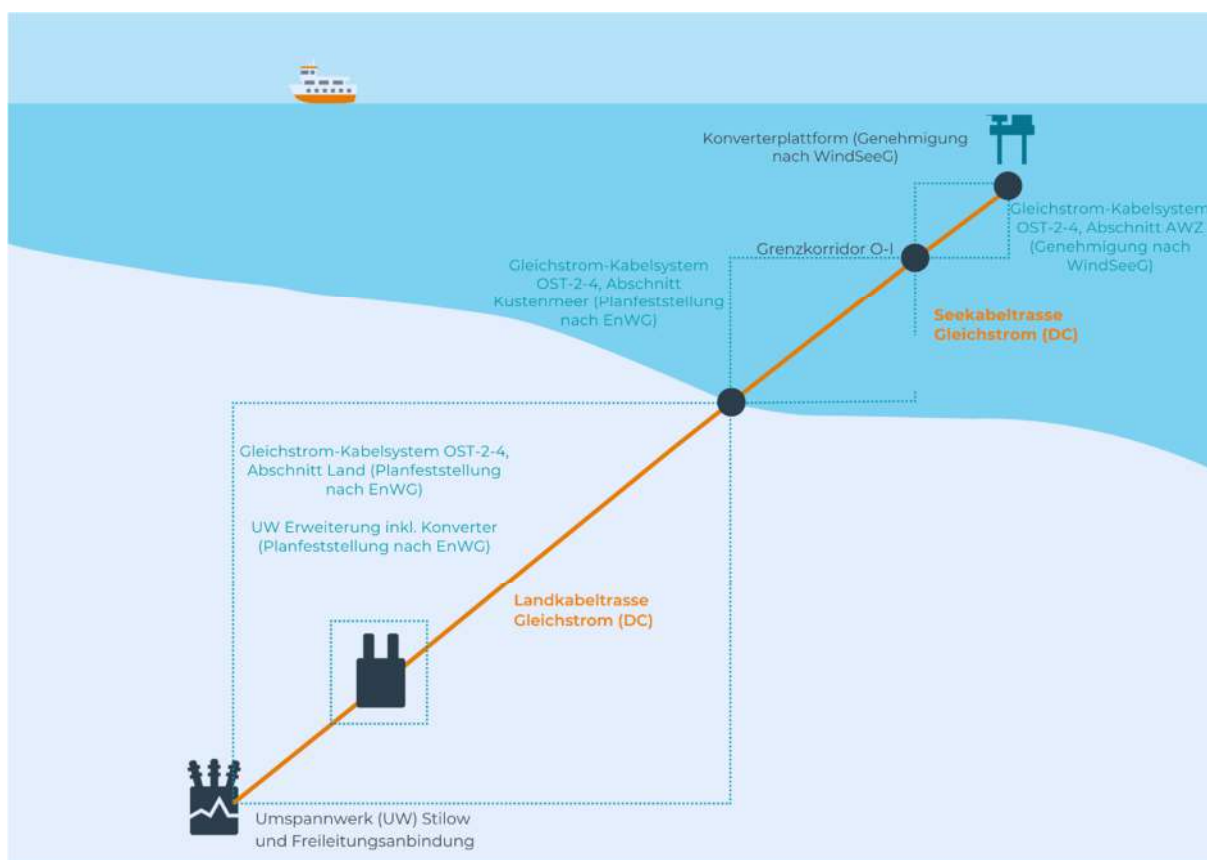 Konverterplattform (Genehmigung
nach WindSeeG)
Gleichstrom-Kabelsystem
OST-2-4, Abschnitt AWZ
(Genehmigung nach
WindSeeG)
Grenzkorridor O-I
Gleichstrom-Kabelsystem
OST-2-4, Abschnitt
Kustenmeer (Planfeststellung
nach EnWG)
Seekabeltrasse
Gleichstrom (DC)
Gleichstrom-Kabelsystem OST-2-4,
Abschnitt Land (Planfeststellung
nach EnWG)
UW Erweiterung inkl. Konverter
(Planfeststellung nach EnWG)
Landkabeltrasse
Gleichstrom (DC)
Umspannwerk (UW) Stilow
und Freileitungsanbindung